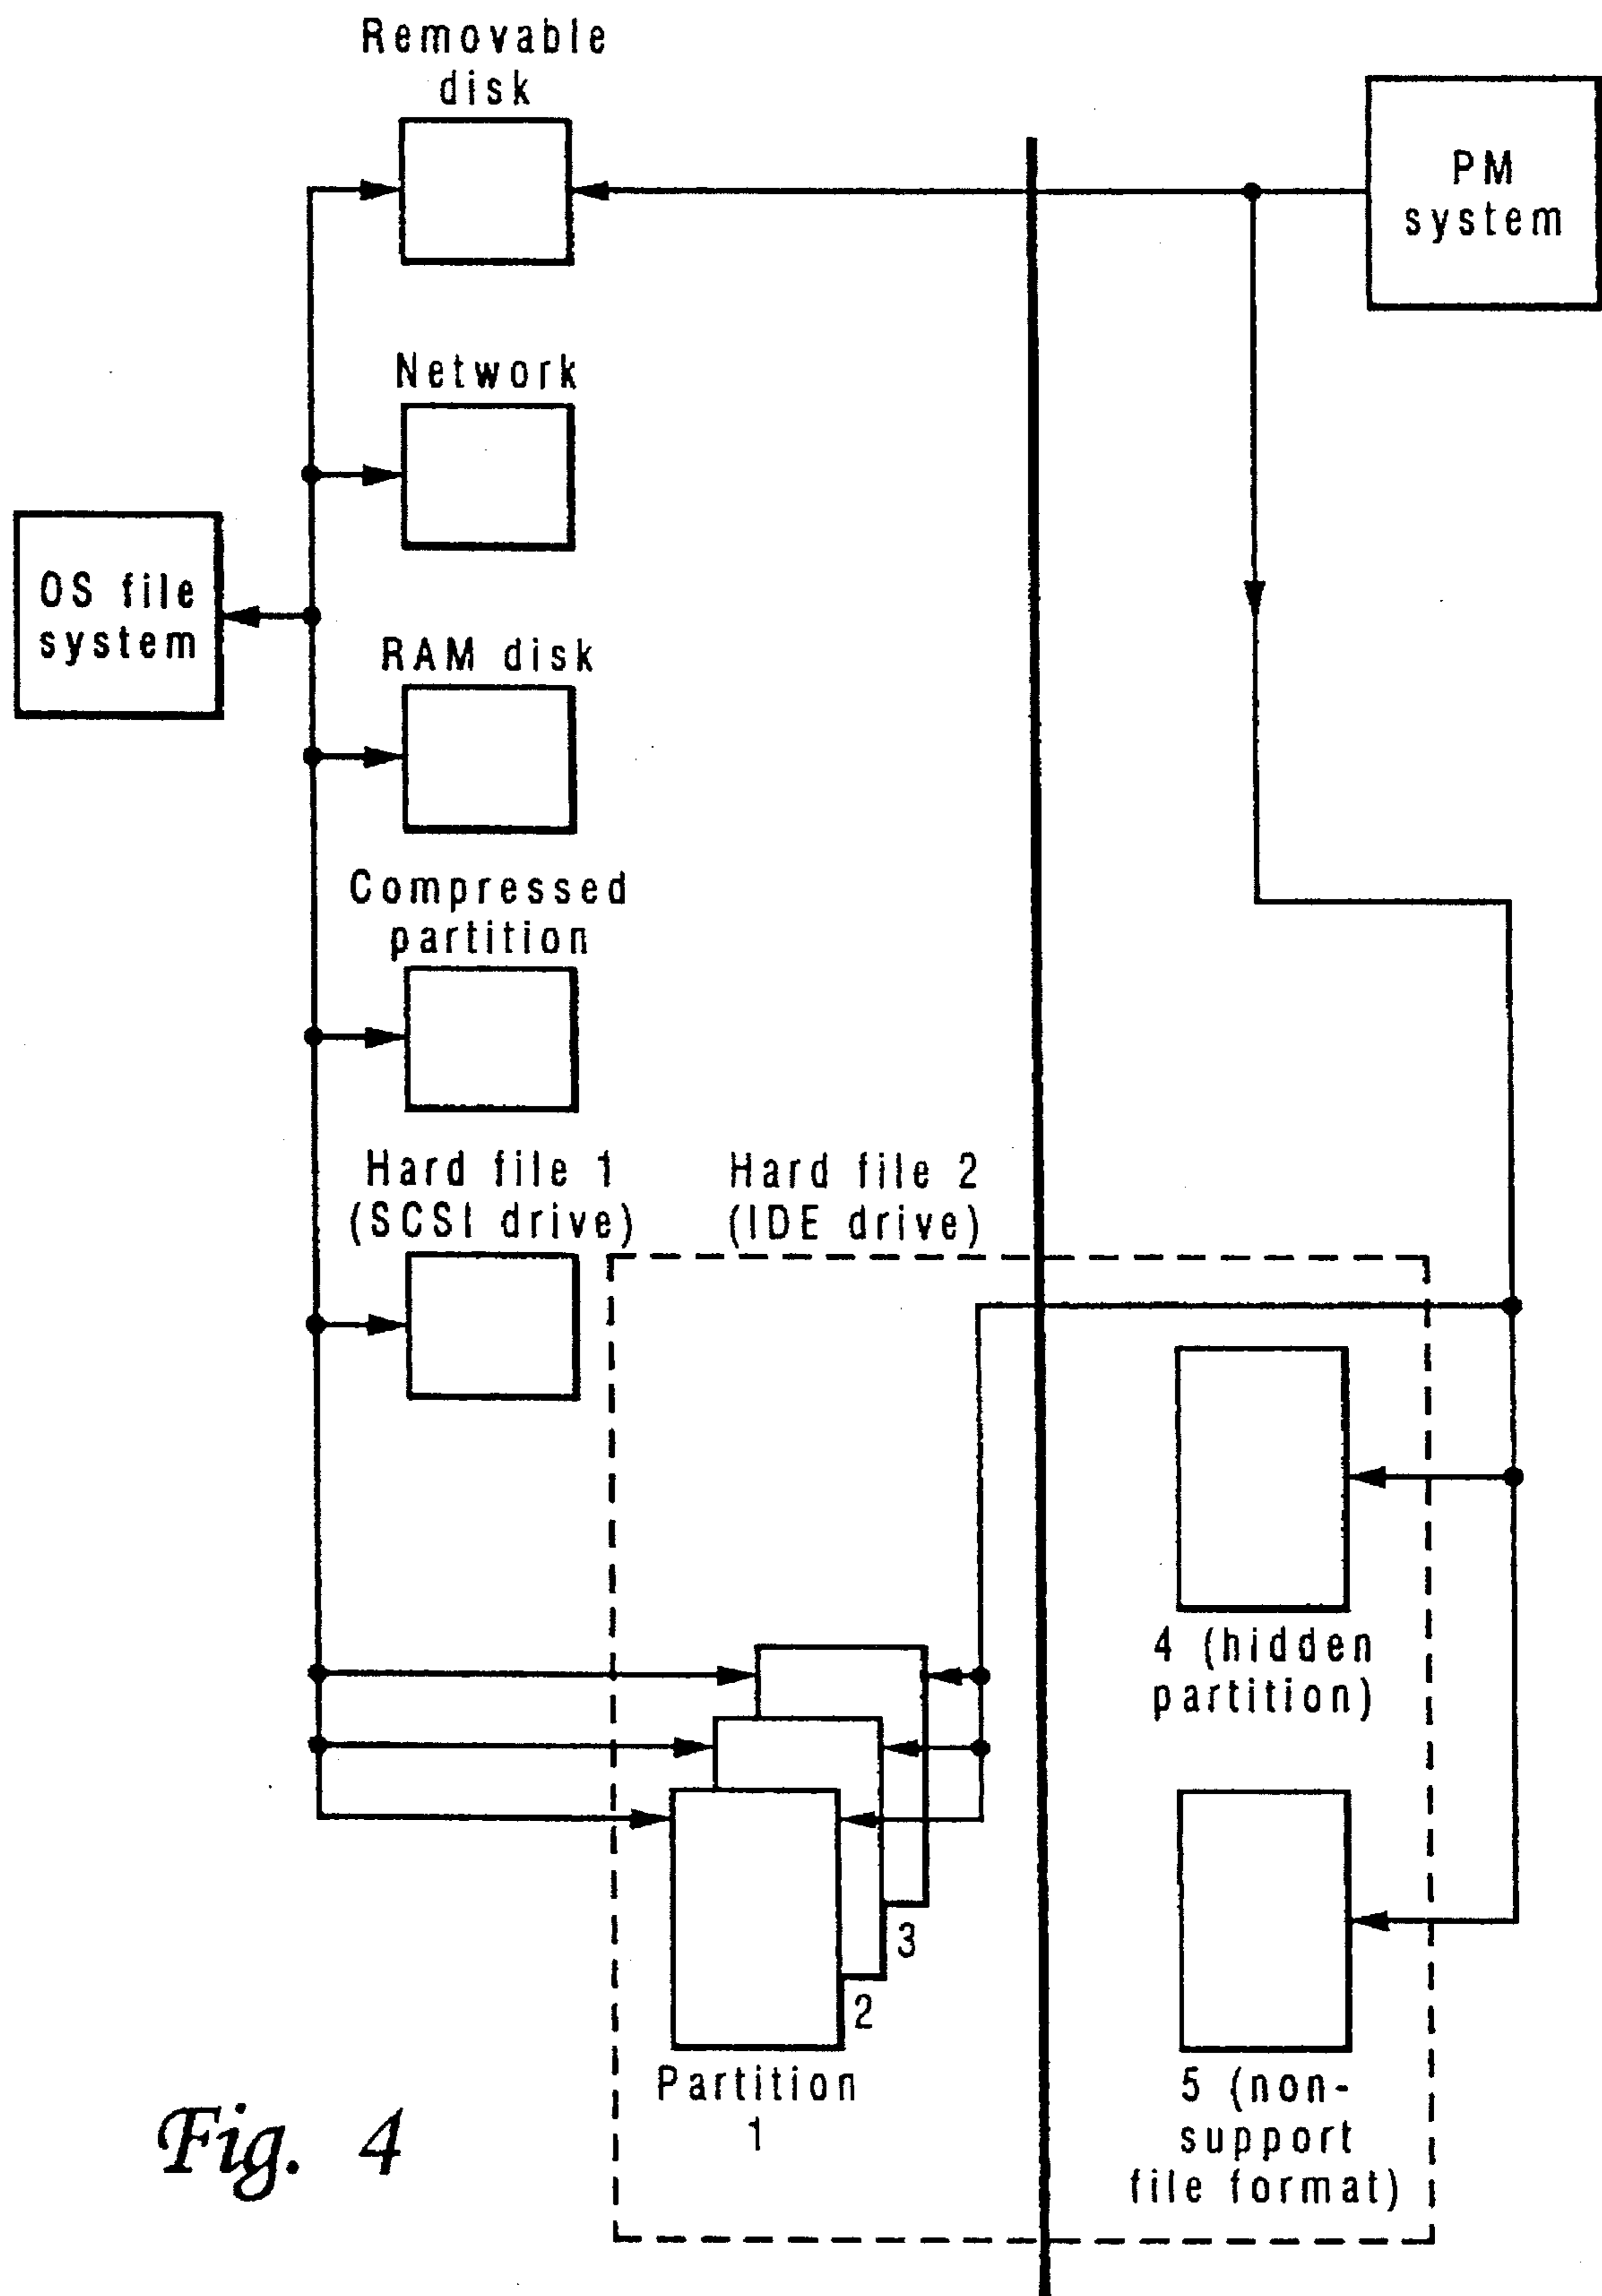 Removable
disk
PM
system
Network
OS file
system
RAM disk
Compressed
partition
Hard file 1
(SCSI drive)
Hard file 2
(IDE drive)
4 (hidden
partition)
3
2
Partition
1
5 (non-
support
file format)
Fig. 4